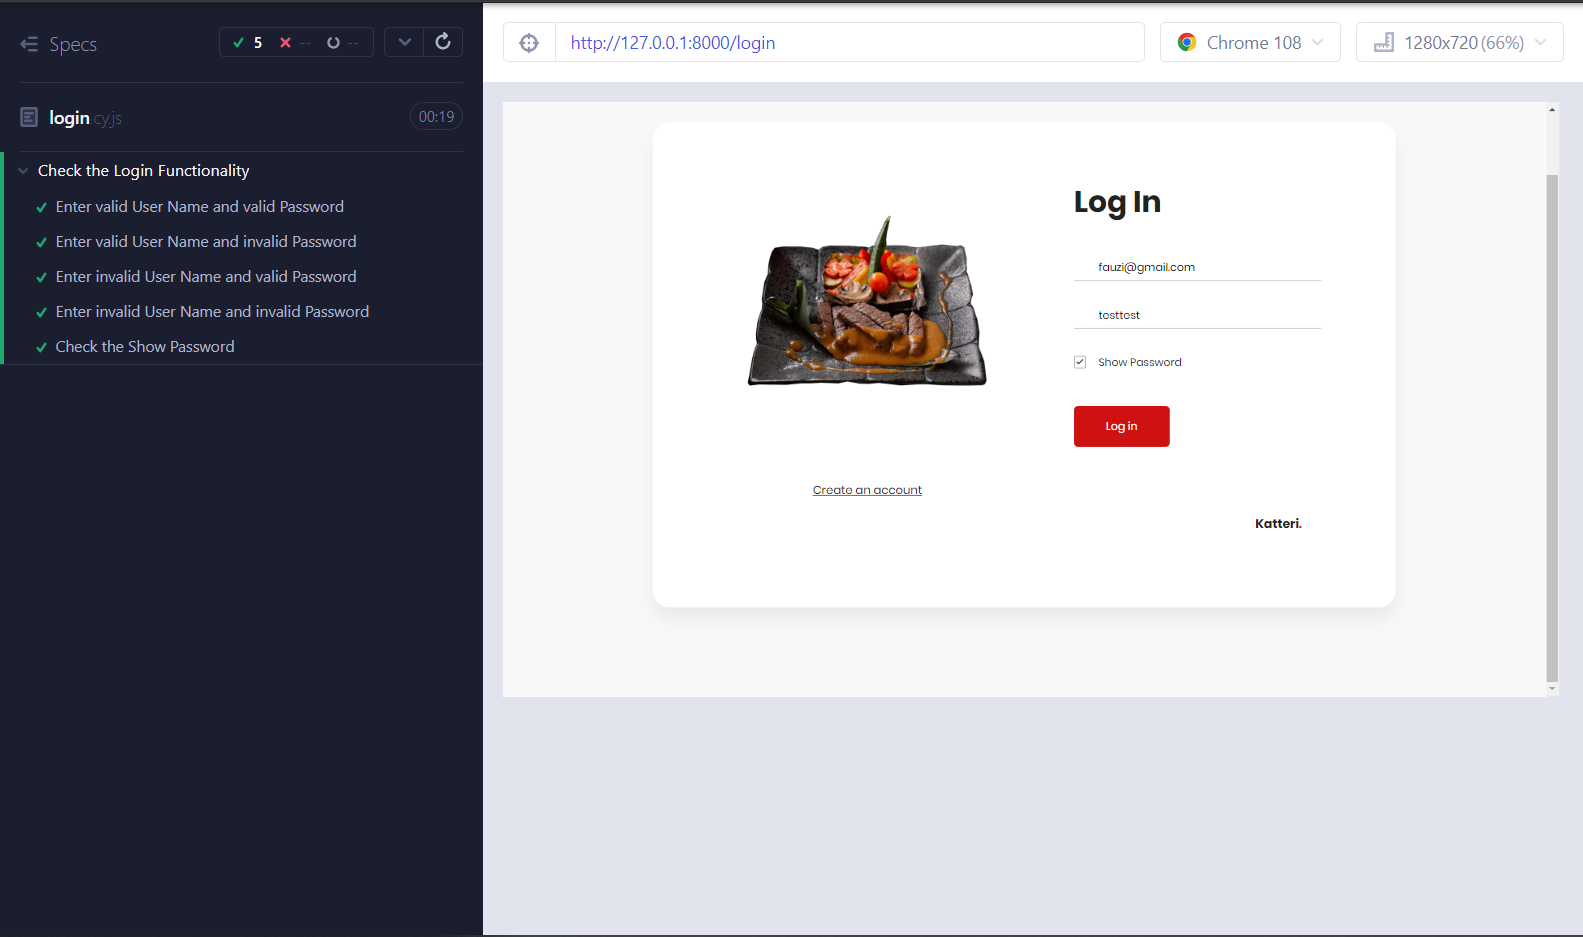 Specs
5 -- --
login.cy.js
00:19
Check the Login Functionality
Enter valid User Name and valid Password
Enter valid User Name and invalid Password
Enter invalid User Name and valid Password
Enter invalid User Name and invalid Password
Check the Show Password
http://127.0.0.1:8000/login
Chrome 108
1280x720 (66%)
Log In
fauzi@gmail.com
testtest
Show Password
Log in
Create an account
Katteri.